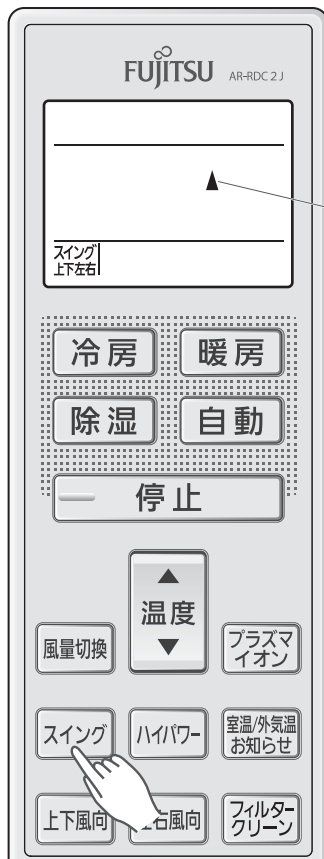 FUJITSU AR-RDC2J
スイング
上下左右
冷房 暖房
除湿 自動
停止
温度
風量切換
プラズマ
イオン
スイング
ハイパワー
室温/外気温
お知らせ
上下風向
右風向
フィルター
クリーン